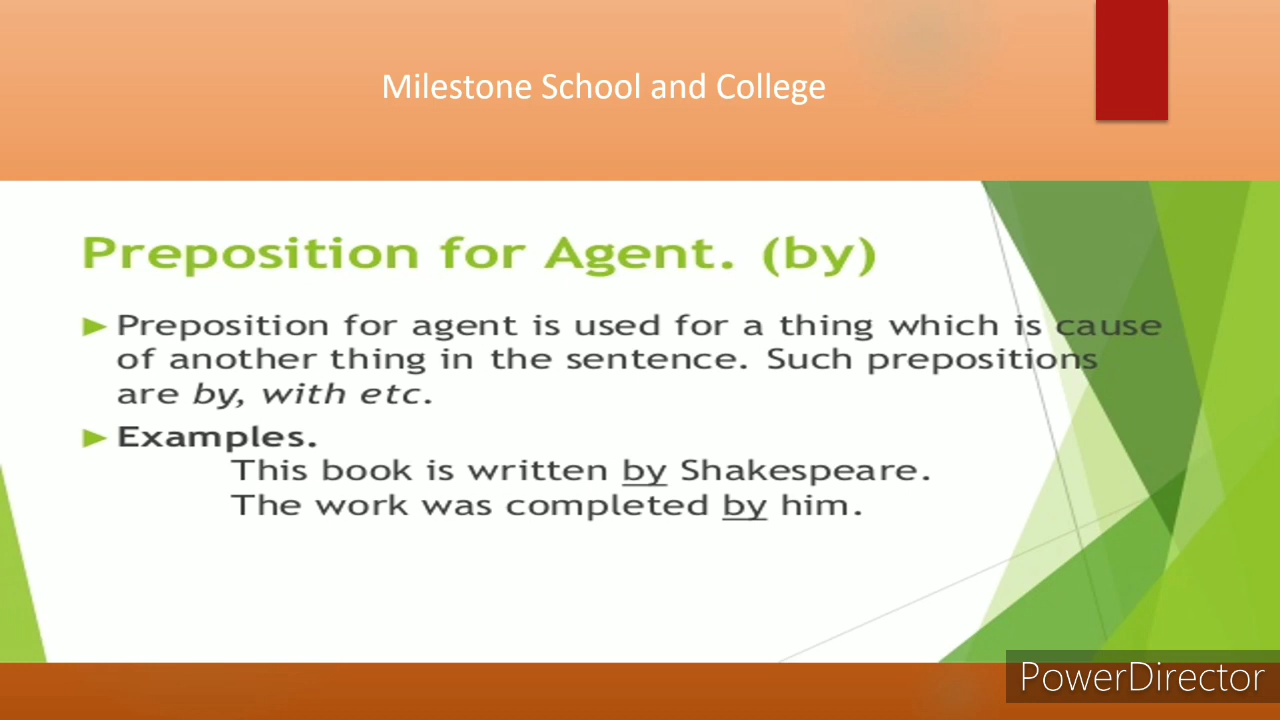 Milestone School and College
Preposition for Agent. (by)
Preposition for agent is used for a thing which is cause
of another thing in the sentence. Such prepositions
are by, with etc.
Examples.
This book is written by Shakespeare.
The work was completed by him.
PowerDirector